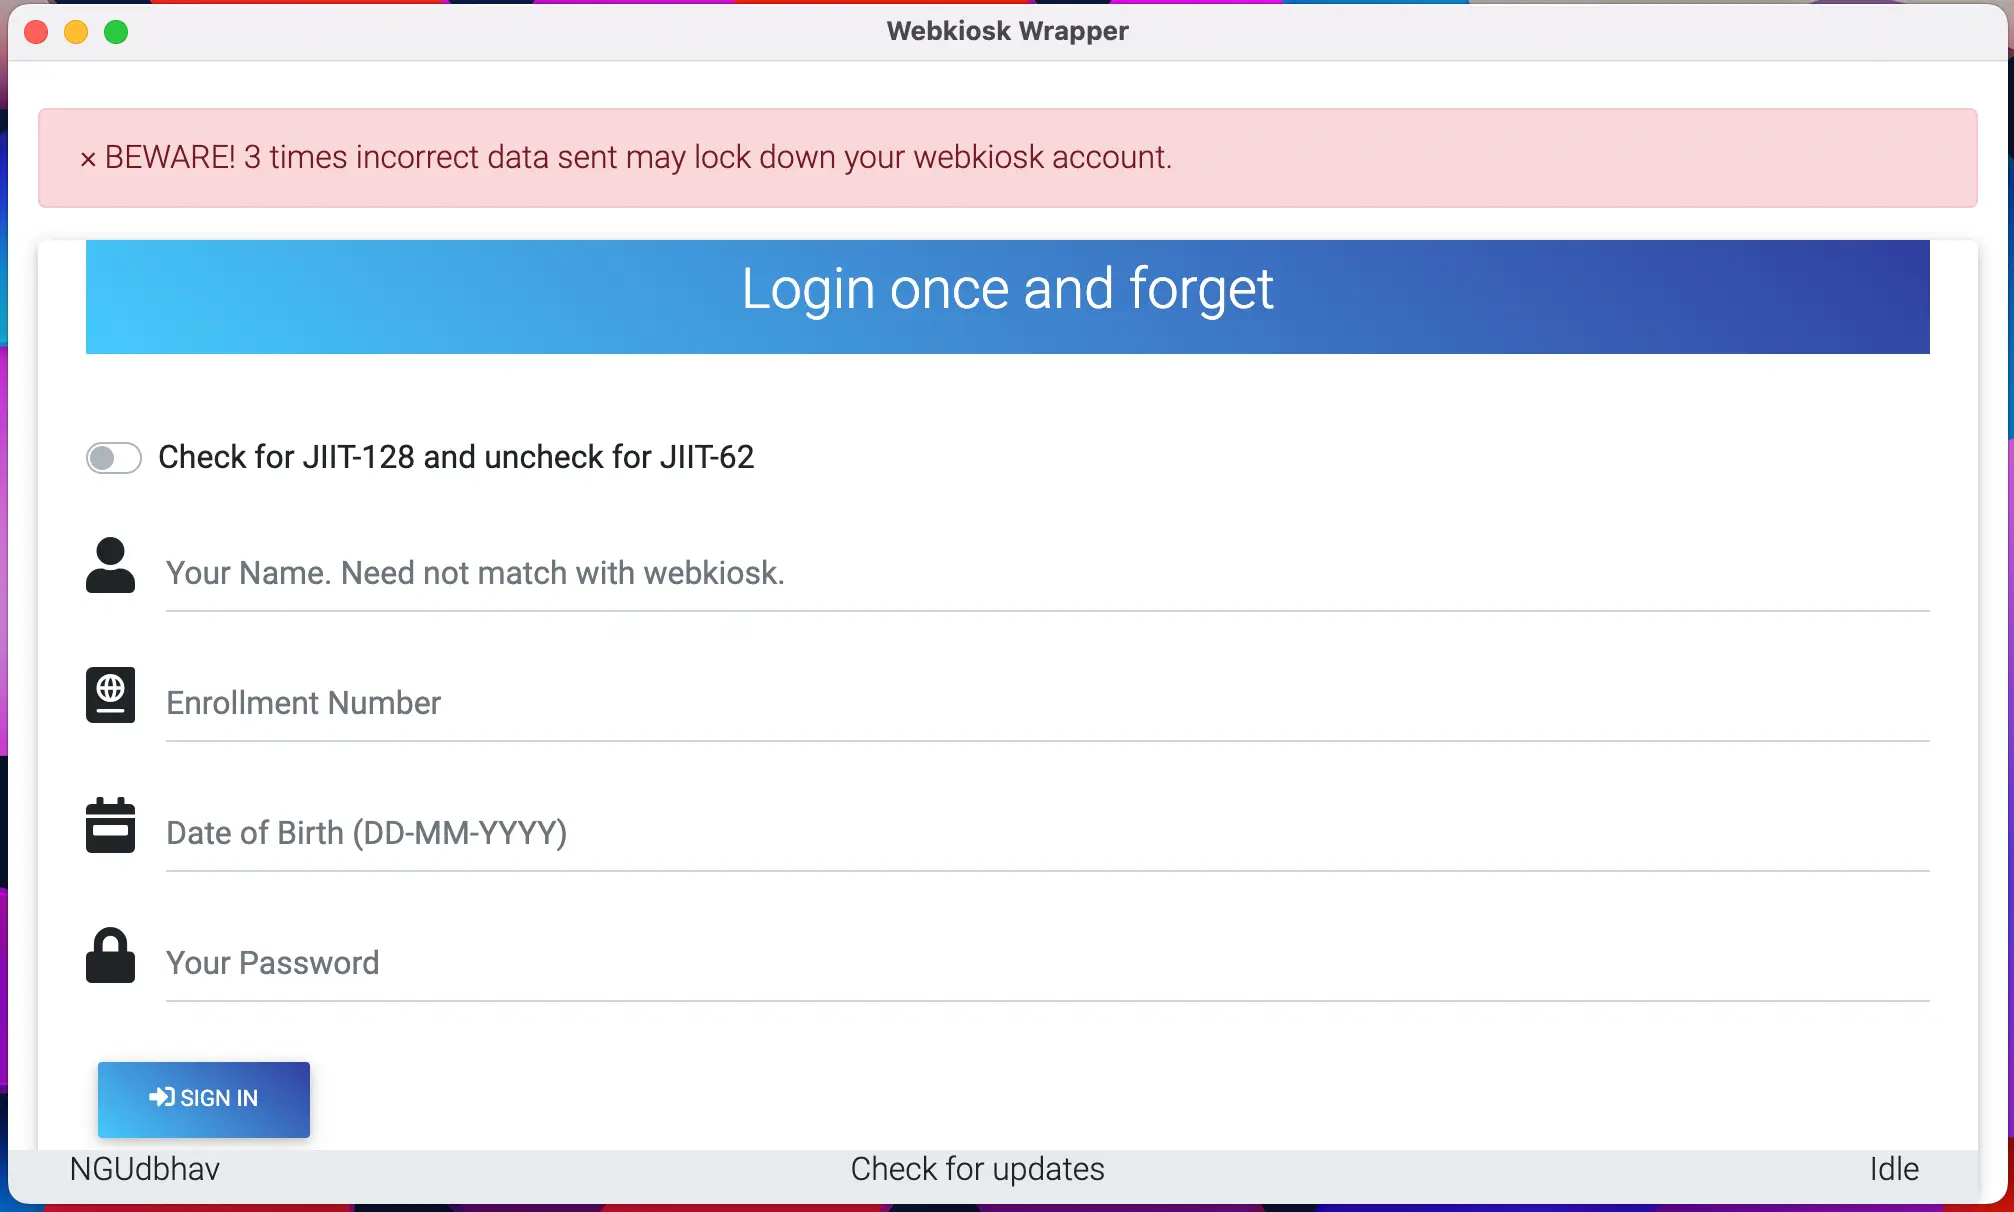 Webkiosk Wrapper
× BEWARE! 3 times incorrect data sent may lock down your webkiosk account.
Login once and forget
Check for JIIT-128 and uncheck for JIIT-62
Your Name. Need not match with webkiosk.
Enrollment Number
Date of Birth (DD-MM-YYYY)
Your Password
SIGN IN
NGUdbhav Check for updates Idle